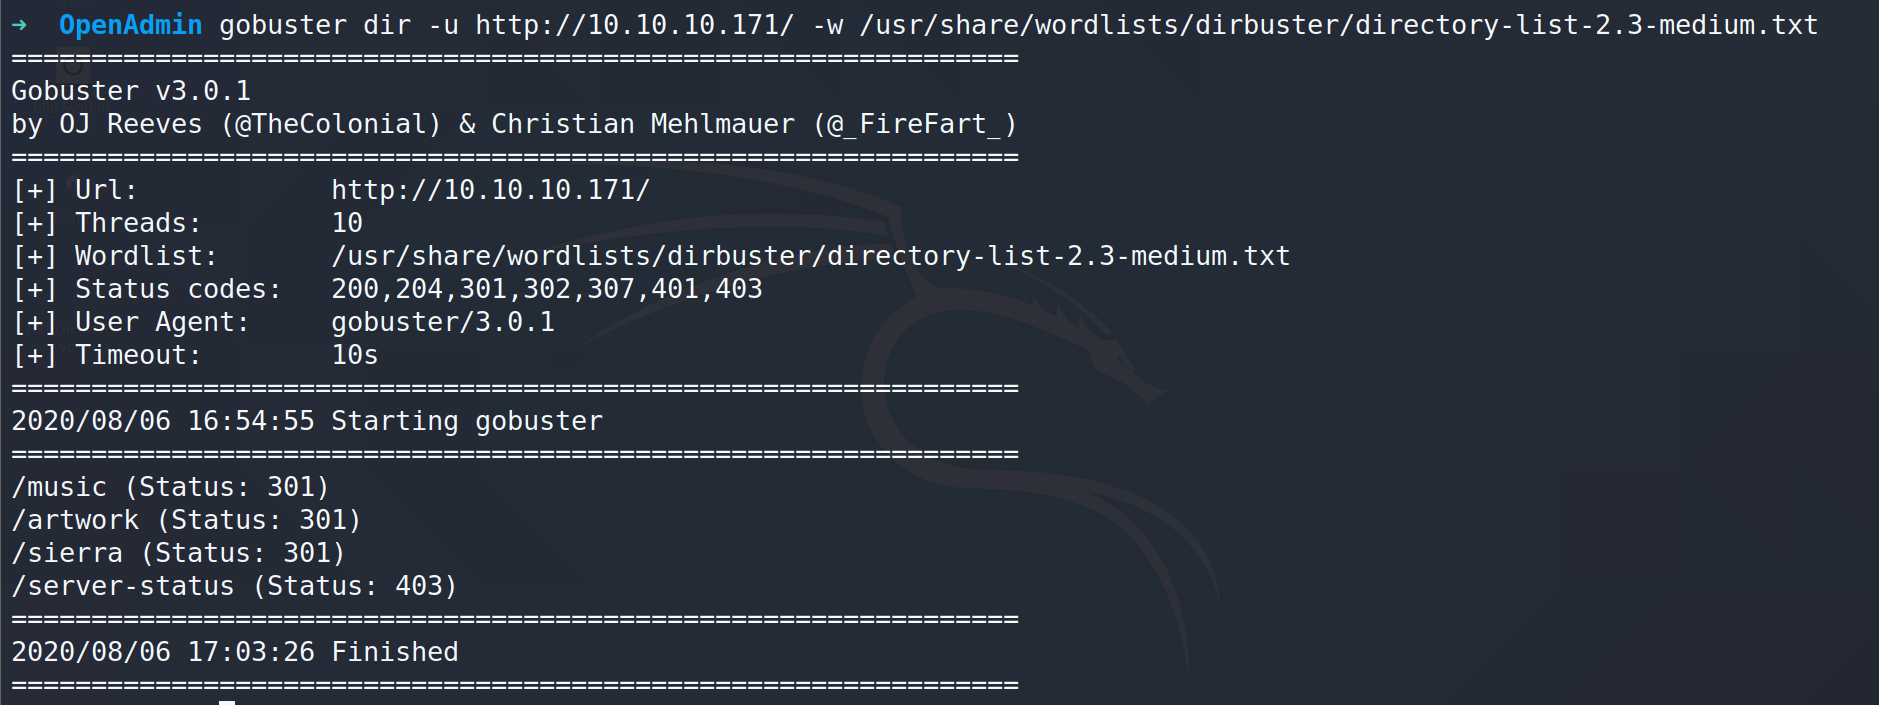 ➜  OpenAdmin gobuster dir -u http://10.10.10.171/ -w /usr/share/wordlists/dirbuster/directory-list-2.3-medium.txt
===============================================================
Gobuster v3.0.1
by OJ Reeves (@TheColonial) & Christian Mehlmauer (@_FireFart_)
===============================================================
[+] Url:            http://10.10.10.171/
[+] Threads:        10
[+] Wordlist:       /usr/share/wordlists/dirbuster/directory-list-2.3-medium.txt
[+] Status codes:   200,204,301,302,307,401,403
[+] User Agent:     gobuster/3.0.1
[+] Timeout:        10s
===============================================================
2020/08/06 16:54:55 Starting gobuster
===============================================================
/music (Status: 301)
/artwork (Status: 301)
/sierra (Status: 301)
/server-status (Status: 403)
===============================================================
2020/08/06 17:03:26 Finished
===============================================================